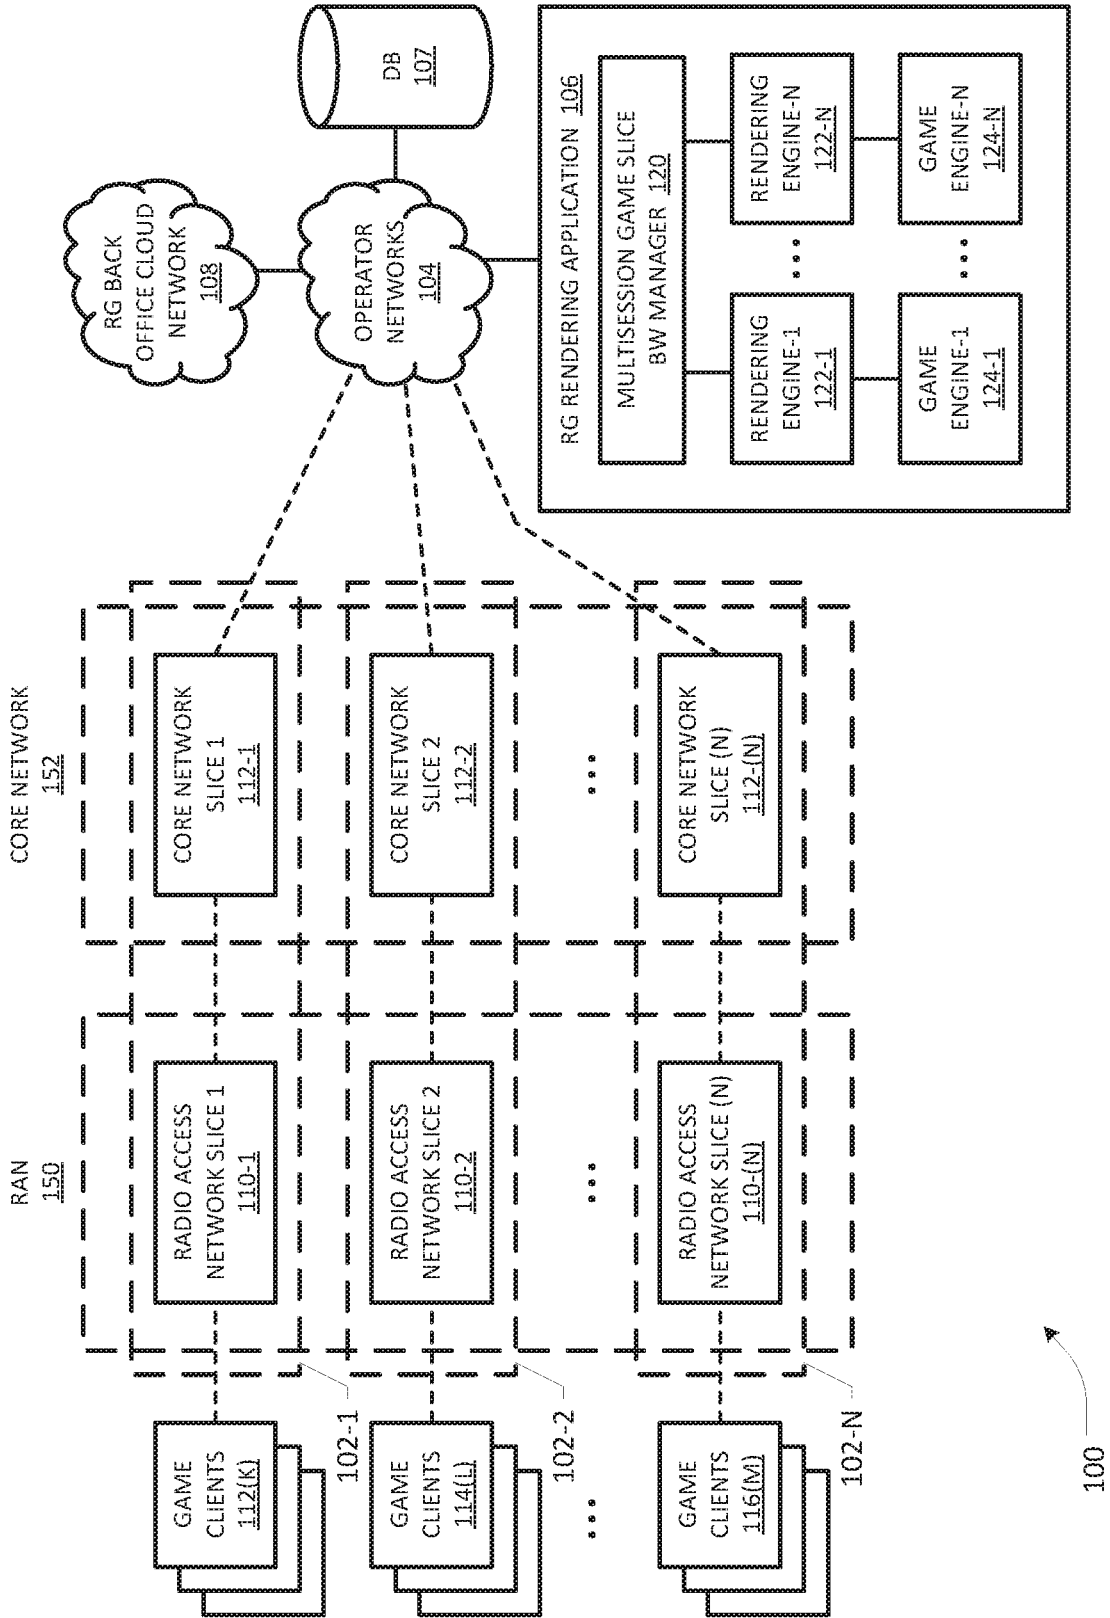 RAN
150
CORE NETWORK
152
GAME
CLIENTS
112(K)
RADIO ACCESS
NETWORK SLICE 1
110-1
CORE NETWORK
SLICE 1
112-1
102-1
GAME
CLIENTS
114(L)
RADIO ACCESS
NETWORK SLICE 2
110-2
CORE NETWORK
SLICE 2
112-2
102-2
GAME
CLIENTS
116(M)
RADIO ACCESS
NETWORK SLICE (N)
110-(N)
CORE NETWORK
SLICE (N)
112-(N)
102-N
RG BACK
OFFICE CLOUD
NETWORK
108
OPERATOR
NETWORKS
104
DB
107
RG RENDERING APPLICATION 106
MULTISESSION GAME SLICE
BW MANAGER 120
RENDERING
ENGINE-1
122-1
RENDERING
ENGINE-N
122-N
GAME
ENGINE-1
124-1
GAME
ENGINE-N
124-N
100